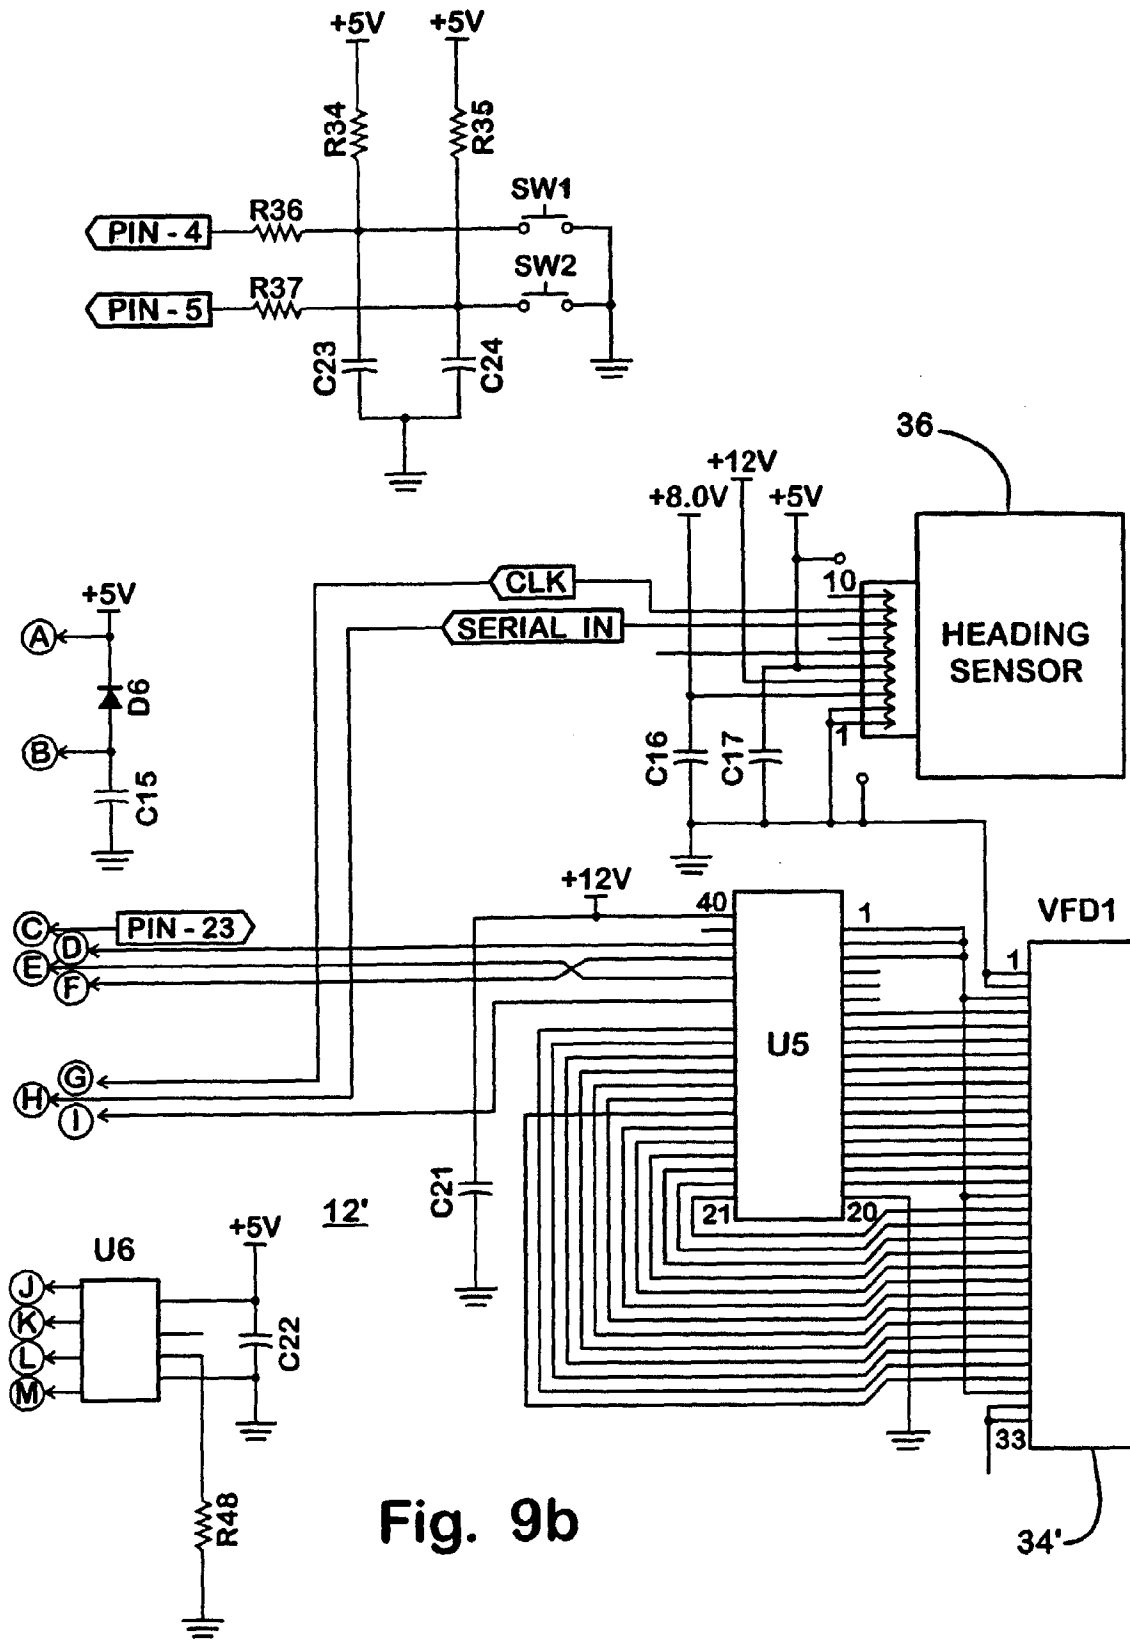 +5V +5V
R34 R35
SW1
R36
PIN - 4
SW2
R37
PIN - 5
C23 C24
36
+12V
+8.0V +5V
CLK 10
+5V
SERIAL IN
A
HEADING
SENSOR
D6
B
C16 C17 1
C15
+12V
40 1 VFD1
C PIN - 23
D
E 1
F
U5
G
H
I
C21
12'
21 20
+5V
U6
J
K
L C22
M
33
R48
Fig. 9b
34'